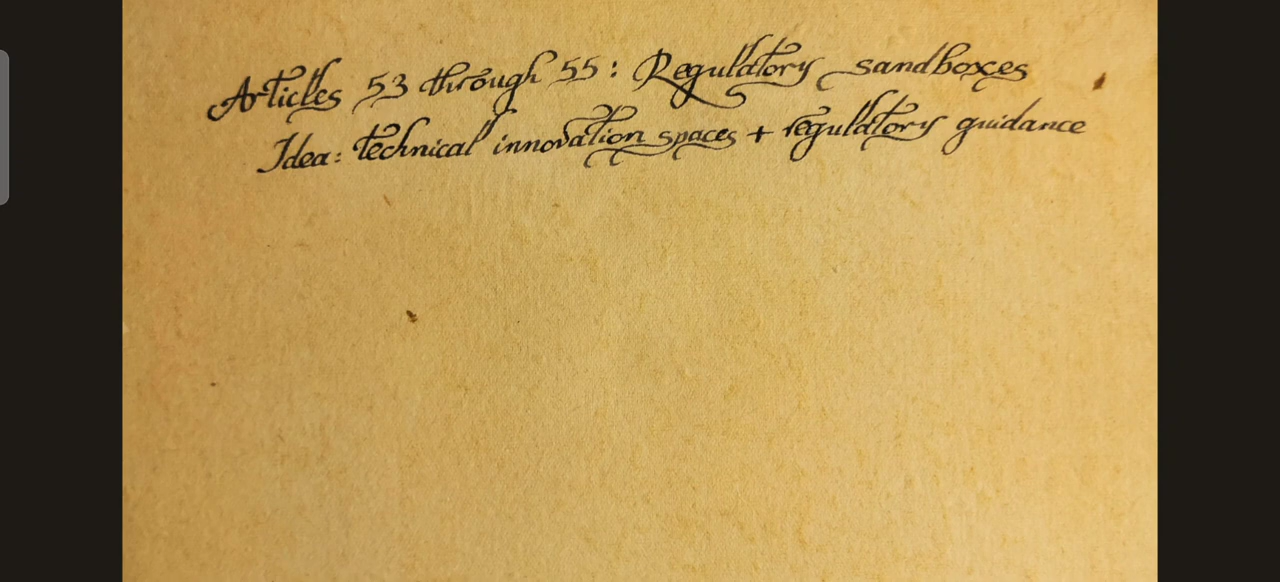 Articles 53 through 55: Regulatory sandboxes
Idea: technical innovation spaces + regulatory guidance